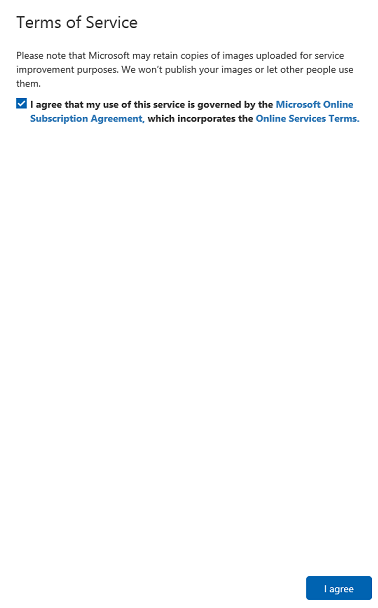 Terms of Service
Please note that Microsoft may retain copies of images uploaded for service
improvement purposes. We won't publish your images or let other people use
them.
I agree that my use of this service is governed by the Microsoft Online
Subscription Agreement, which incorporates the Online Services Terms.
I agree